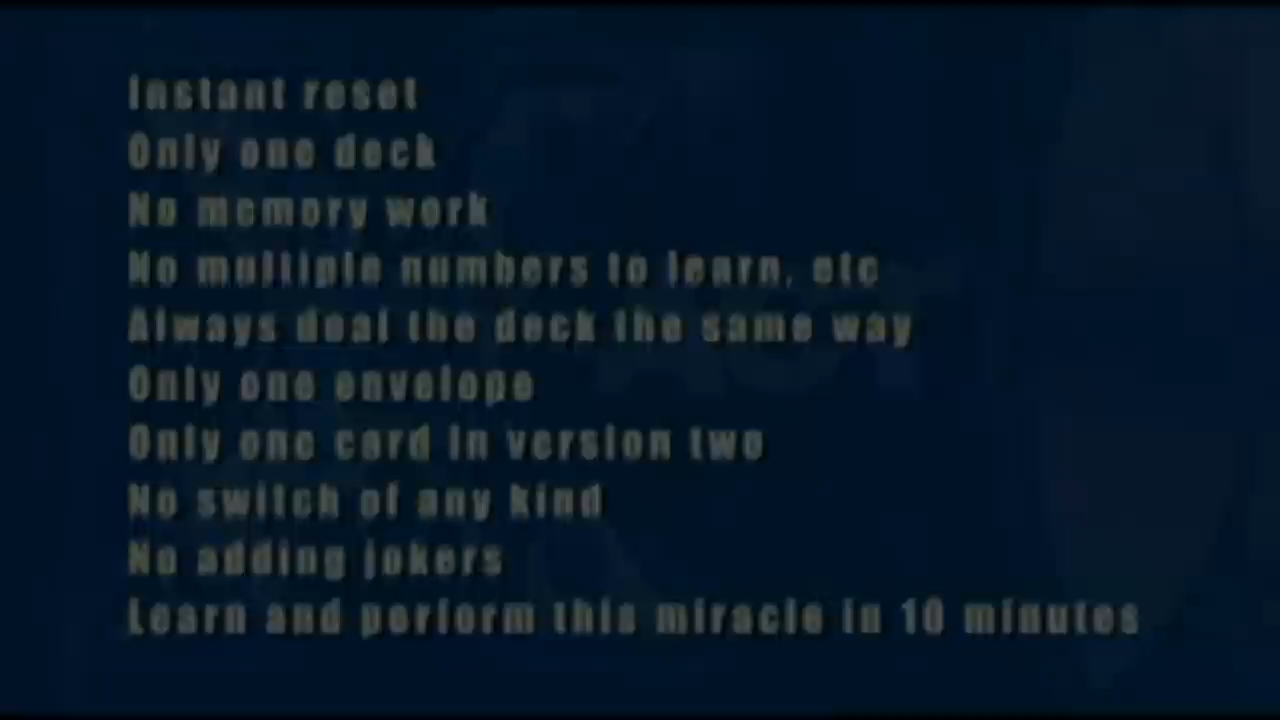 Instant reset
Only one deck
No memory work
No multiple numbers to learn, etc
Always deal the deck the same way
Only one envelope
Only one card in version two
No switch of any kind
No adding jokers
Learn and perform this miracle in 10 minutes